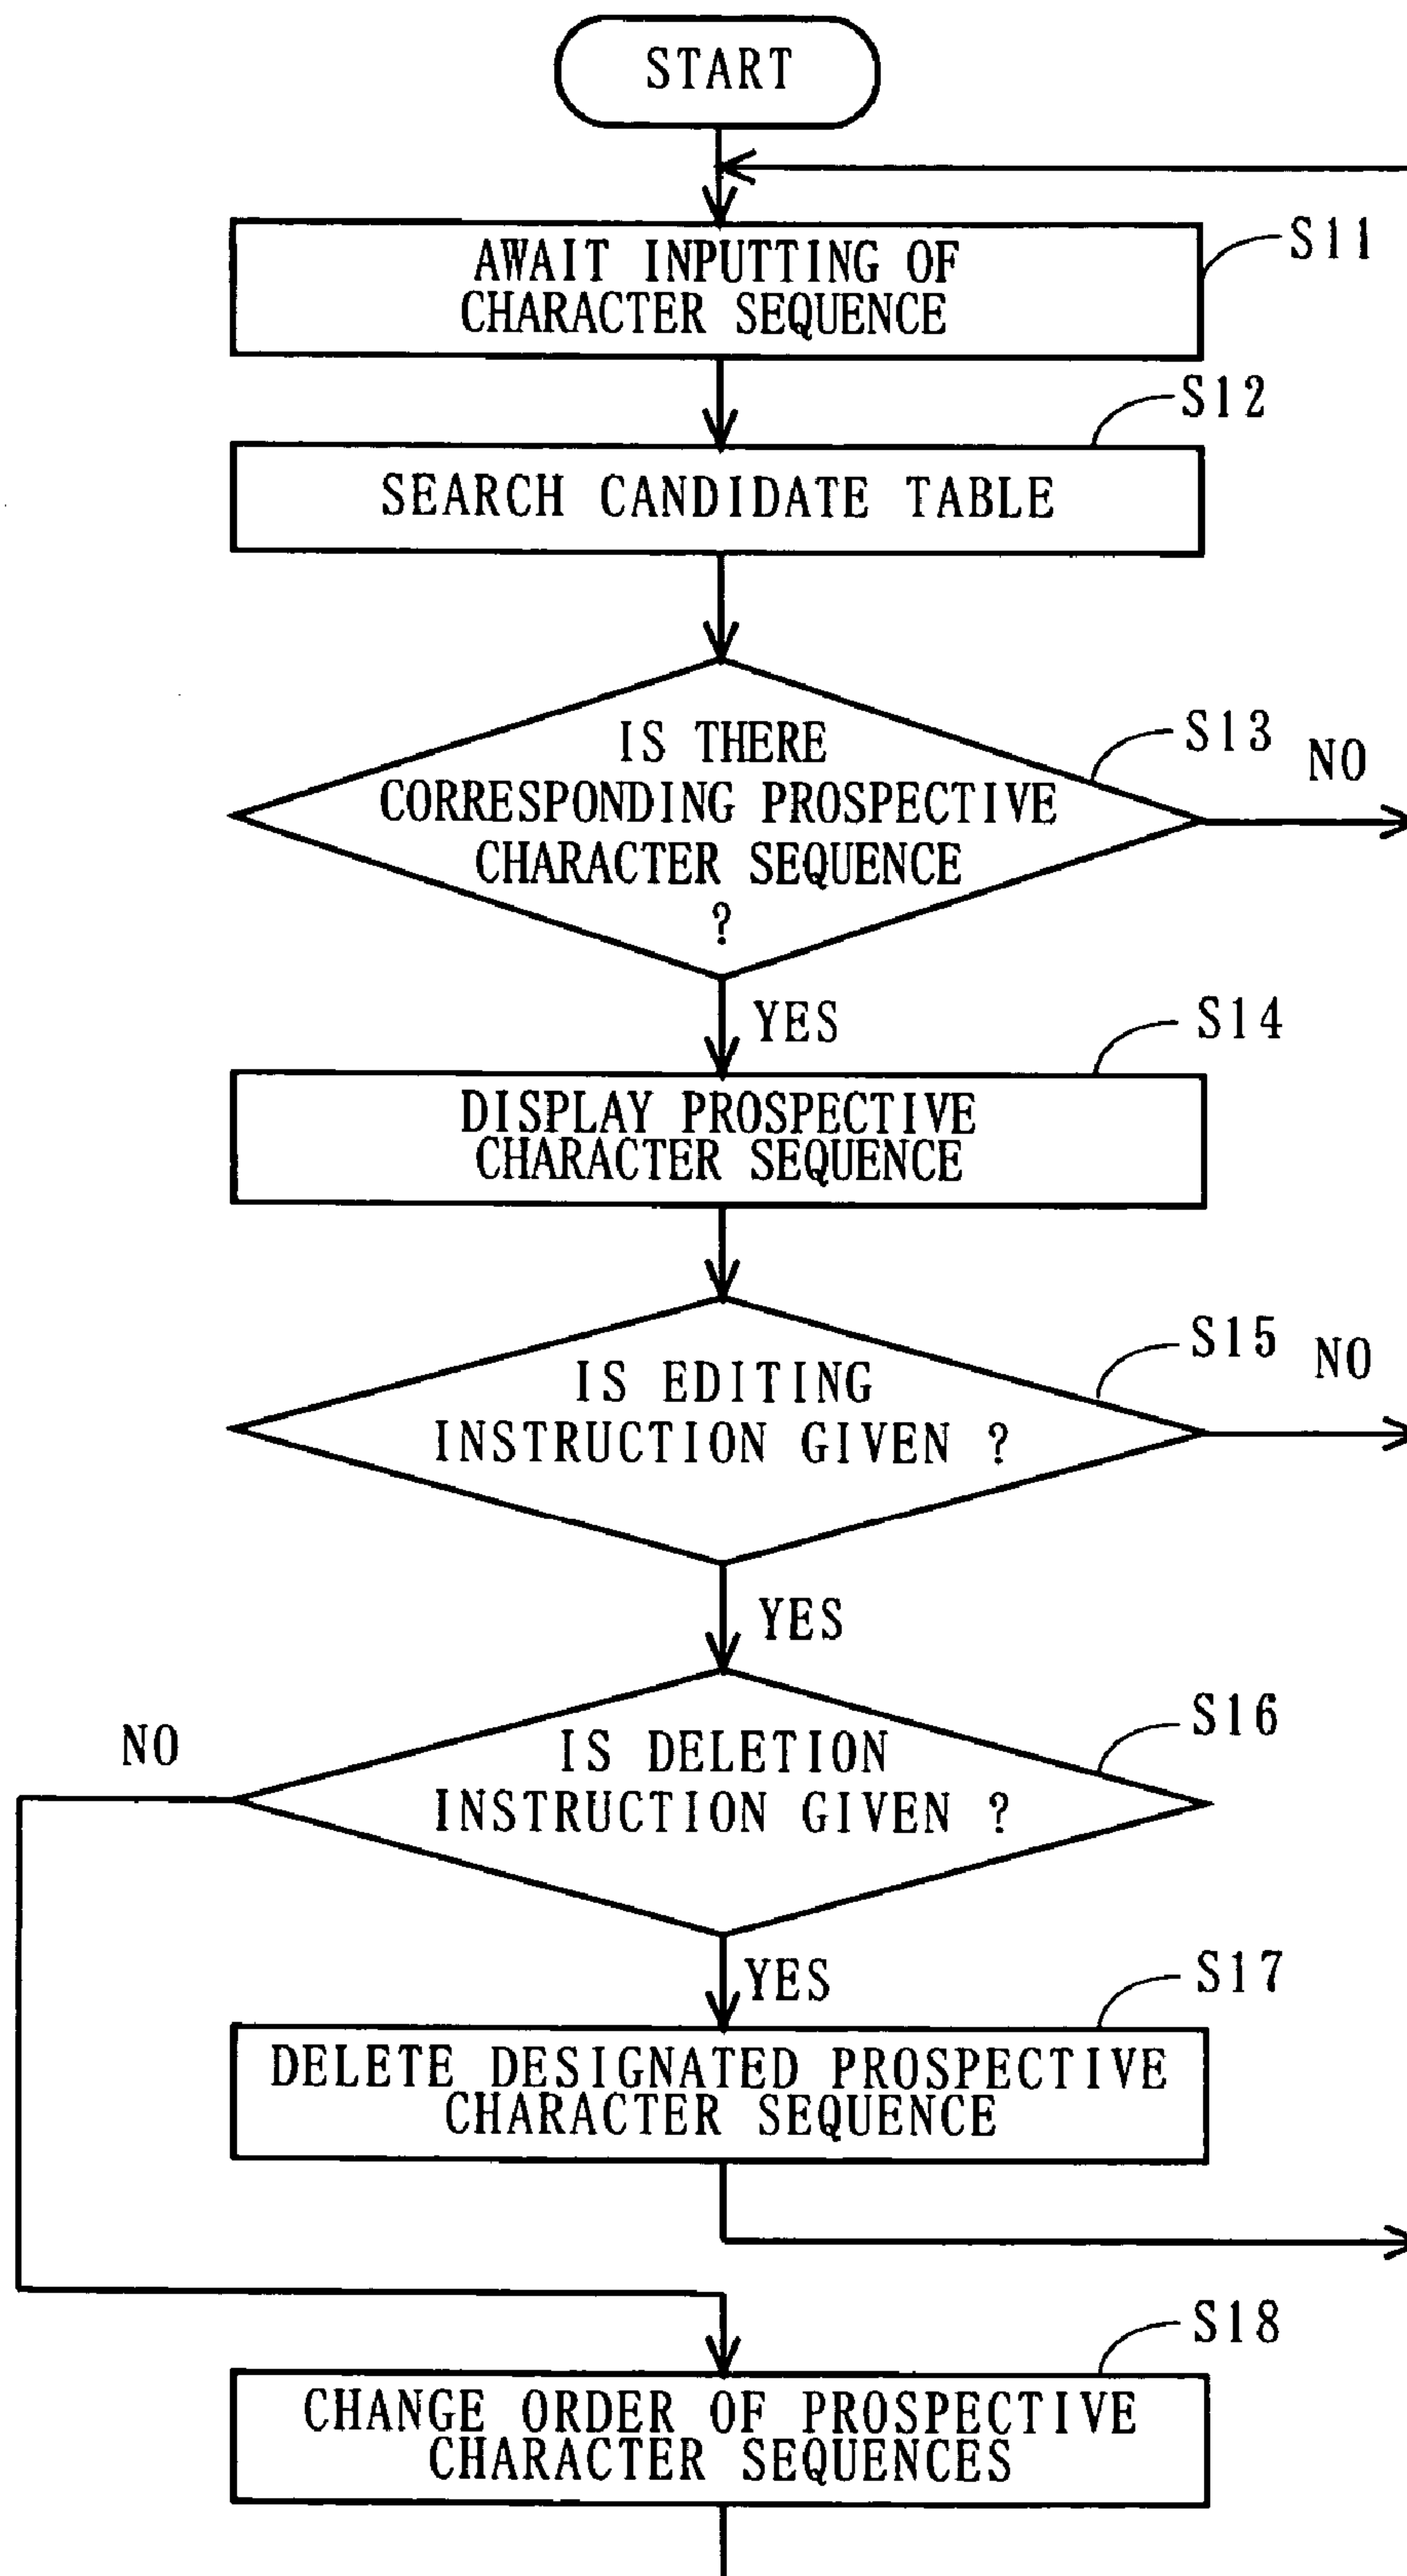 START
AWAIT INPUTTING OF
CHARACTER SEQUENCE
S11
SEARCH CANDIDATE TABLE
S12
IS THERE
CORRESPONDING PROSPECTIVE
CHARACTER SEQUENCE
?
S13
NO
YES
DISPLAY PROSPECTIVE
CHARACTER SEQUENCE
S14
IS EDITING
INSTRUCTION GIVEN ?
S15
NO
YES
IS DELETION
INSTRUCTION GIVEN ?
S16
NO
YES
DELETE DESIGNATED PROSPECTIVE
CHARACTER SEQUENCE
S17
CHANGE ORDER OF PROSPECTIVE
CHARACTER SEQUENCES
S18